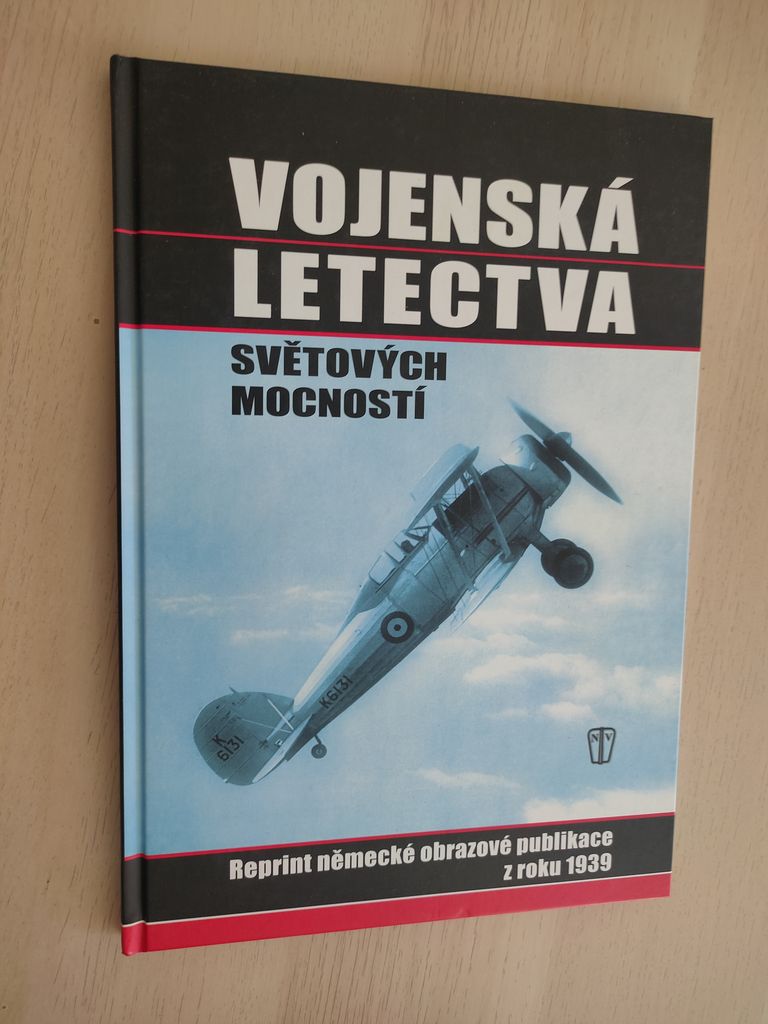 VOJENSKÁ
LETECTVA
SVĚTOVÝCH
MOCNOSTÍ
K6131
K
6131
N V
Reprint německé obrazové publikace
z roku 1939